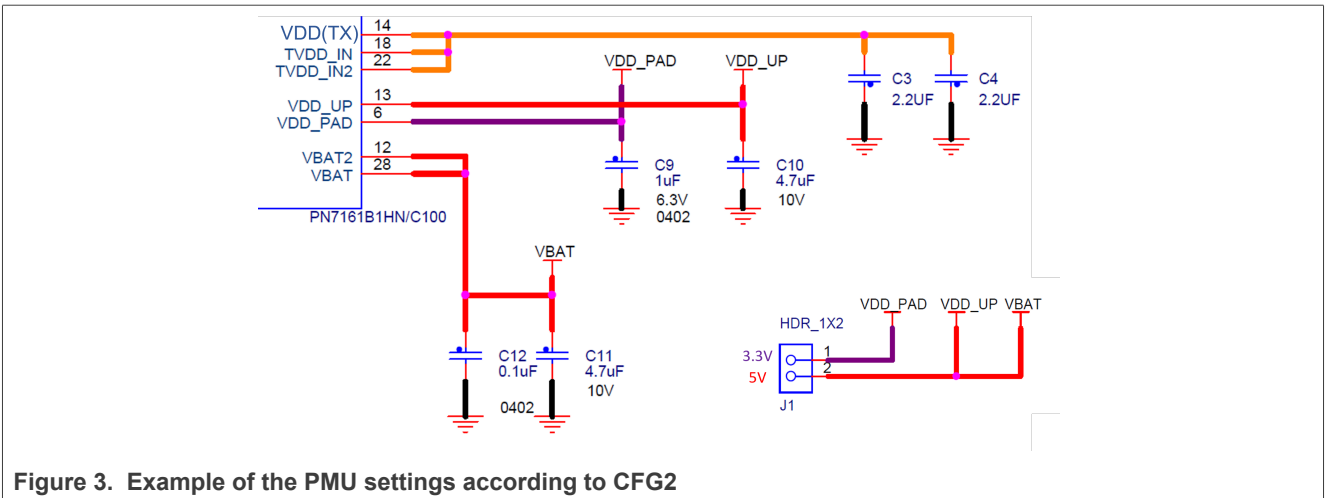 VDD(TX) 14
TVDD_IN 18
TVDD_IN2 22
VDD_UP 13
VDD_PAD 6
VBAT2 12
VBAT 28
PN7161B1HN/C100
VDD_PAD
VDD_UP
C3
2.2UF
C4
2.2UF
C9
1uF
6.3V
0402
C10
4.7uF
10V
VBAT
C12
0.1uF
0402
C11
4.7uF
10V
VDD_PAD VDD_UP VBAT
HDR_1X2
3.3V 1
5V 2
J1
Figure 3. Example of the PMU settings according to CFG2